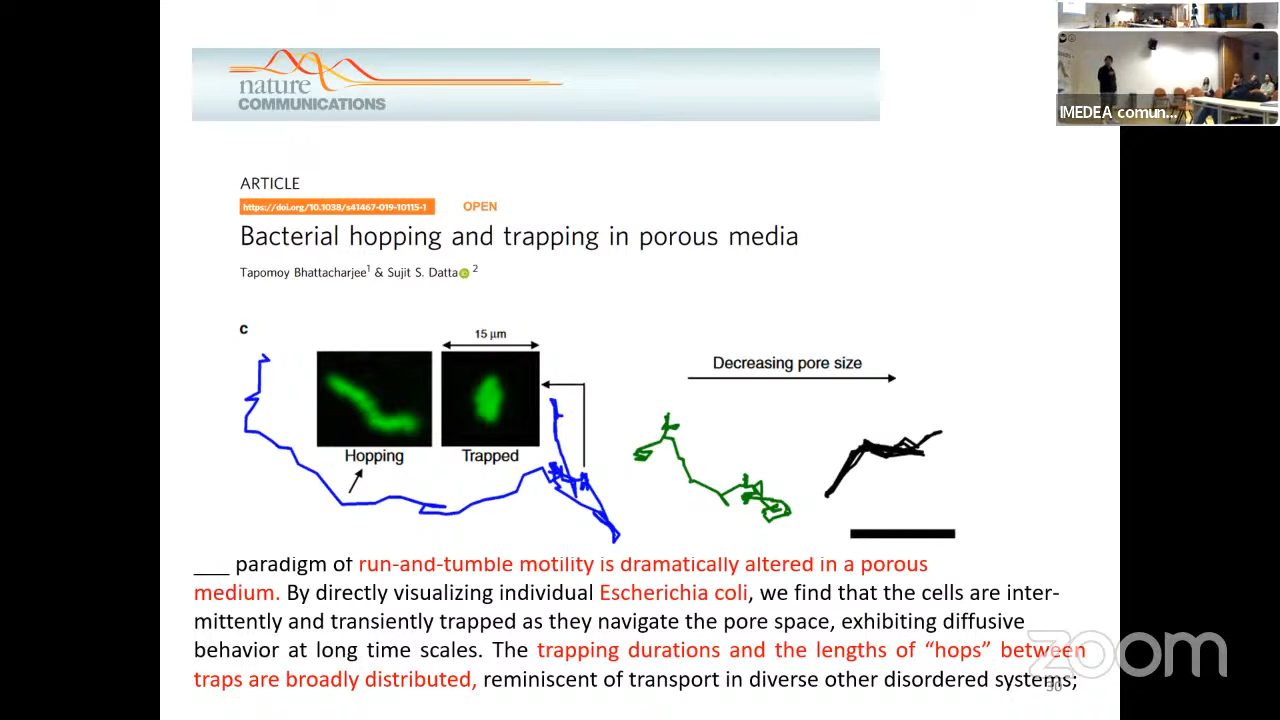 nature
COMMUNICATIONS
IMEDEA comun...
ARTICLE
https://doi.org/10.1038/s41467-019-10115-1 OPEN
Bacterial hopping and trapping in porous media
Tapomoy Bhattacharjee1 & Sujit S. Datta 2
c
15 μm
Decreasing pore size
Hopping
Trapped
paradigm of run-and-tumble motility is dramatically altered in a porous
medium. By directly visualizing individual Escherichia coli, we find that the cells are inter-
mittently and transiently trapped as they navigate the pore space, exhibiting diffusive
behavior at long time scales. The trapping durations and the lengths of “hops” between
traps are broadly distributed, reminiscent of transport in diverse other disordered systems;
zoom
30